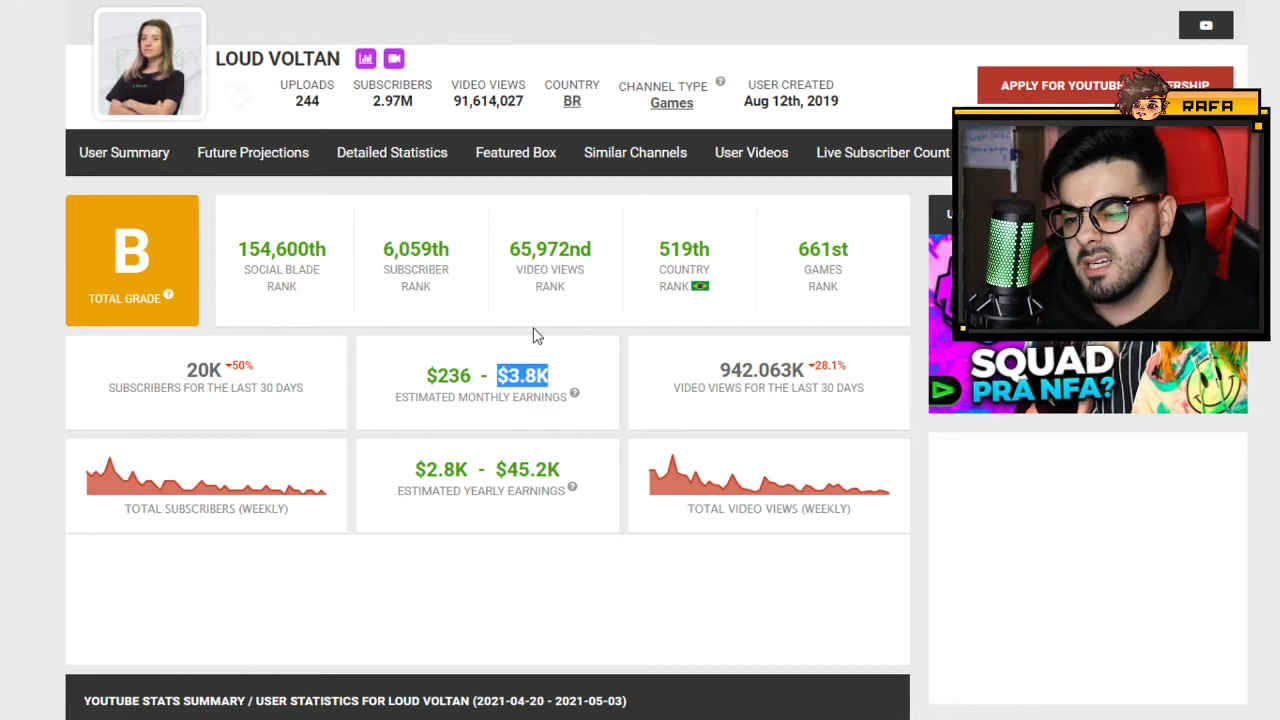 LOUD VOLTAN
UPLOADS
244
SUBSCRIBERS
2.97M
VIDEO VIEWS
91,614,027
COUNTRY
BR
CHANNEL TYPE
Games
USER CREATED
Aug 12th, 2019
APPLY FOR YOUTUBE
RAFA
User Summary
Future Projections
Detailed Statistics
Featured Box
Similar Channels
User Videos
Live Subscriber Count
B
TOTAL GRADE
154,600th
SOCIAL BLADE
RANK
6,059th
SUBSCRIBER
RANK
65,972nd
VIDEO VIEWS
RANK
519th
COUNTRY
RANK
661st
GAMES
RANK
20K -50%
SUBSCRIBERS FOR THE LAST 30 DAYS
$236 - $3.8K
ESTIMATED MONTHLY EARNINGS
942.063K -28.1%
VIDEO VIEWS FOR THE LAST 30 DAYS
SQUAD
PRÂ NFA?
TOTAL SUBSCRIBERS (WEEKLY)
$2.8K - $45.2K
ESTIMATED YEARLY EARNINGS
TOTAL VIDEO VIEWS (WEEKLY)
YOUTUBE STATS SUMMARY / USER STATISTICS FOR LOUD VOLTAN (2021-04-20 - 2021-05-03)